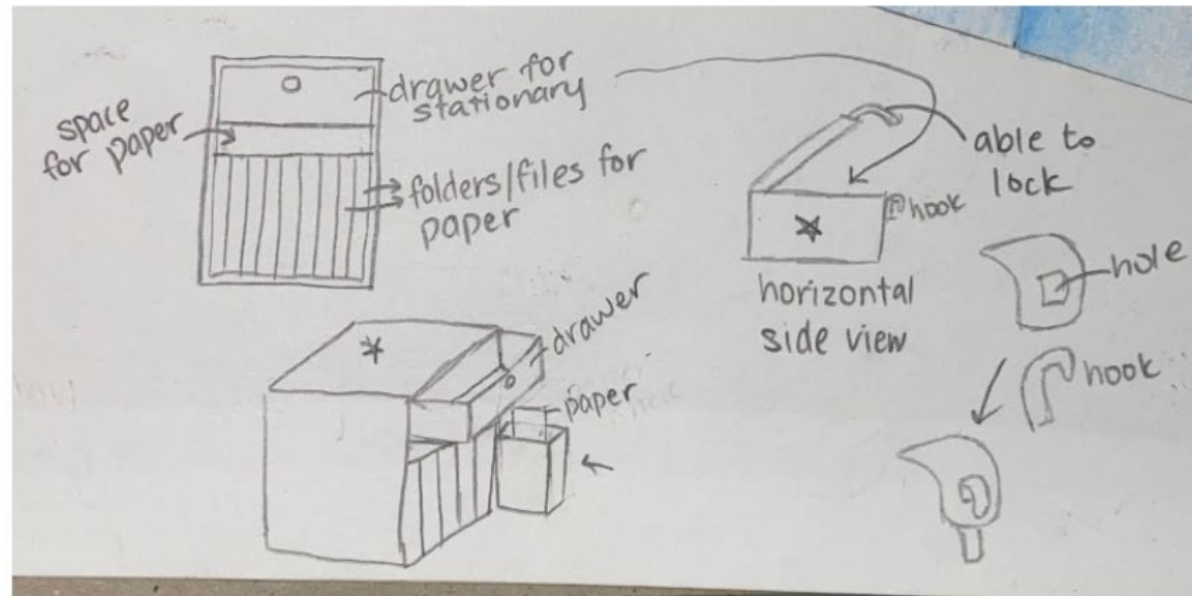 drawer for
stationary
space
for paper
folders/files for
paper
able to
lock
hook
horizontal
side view
hole
hook
drawer
paper